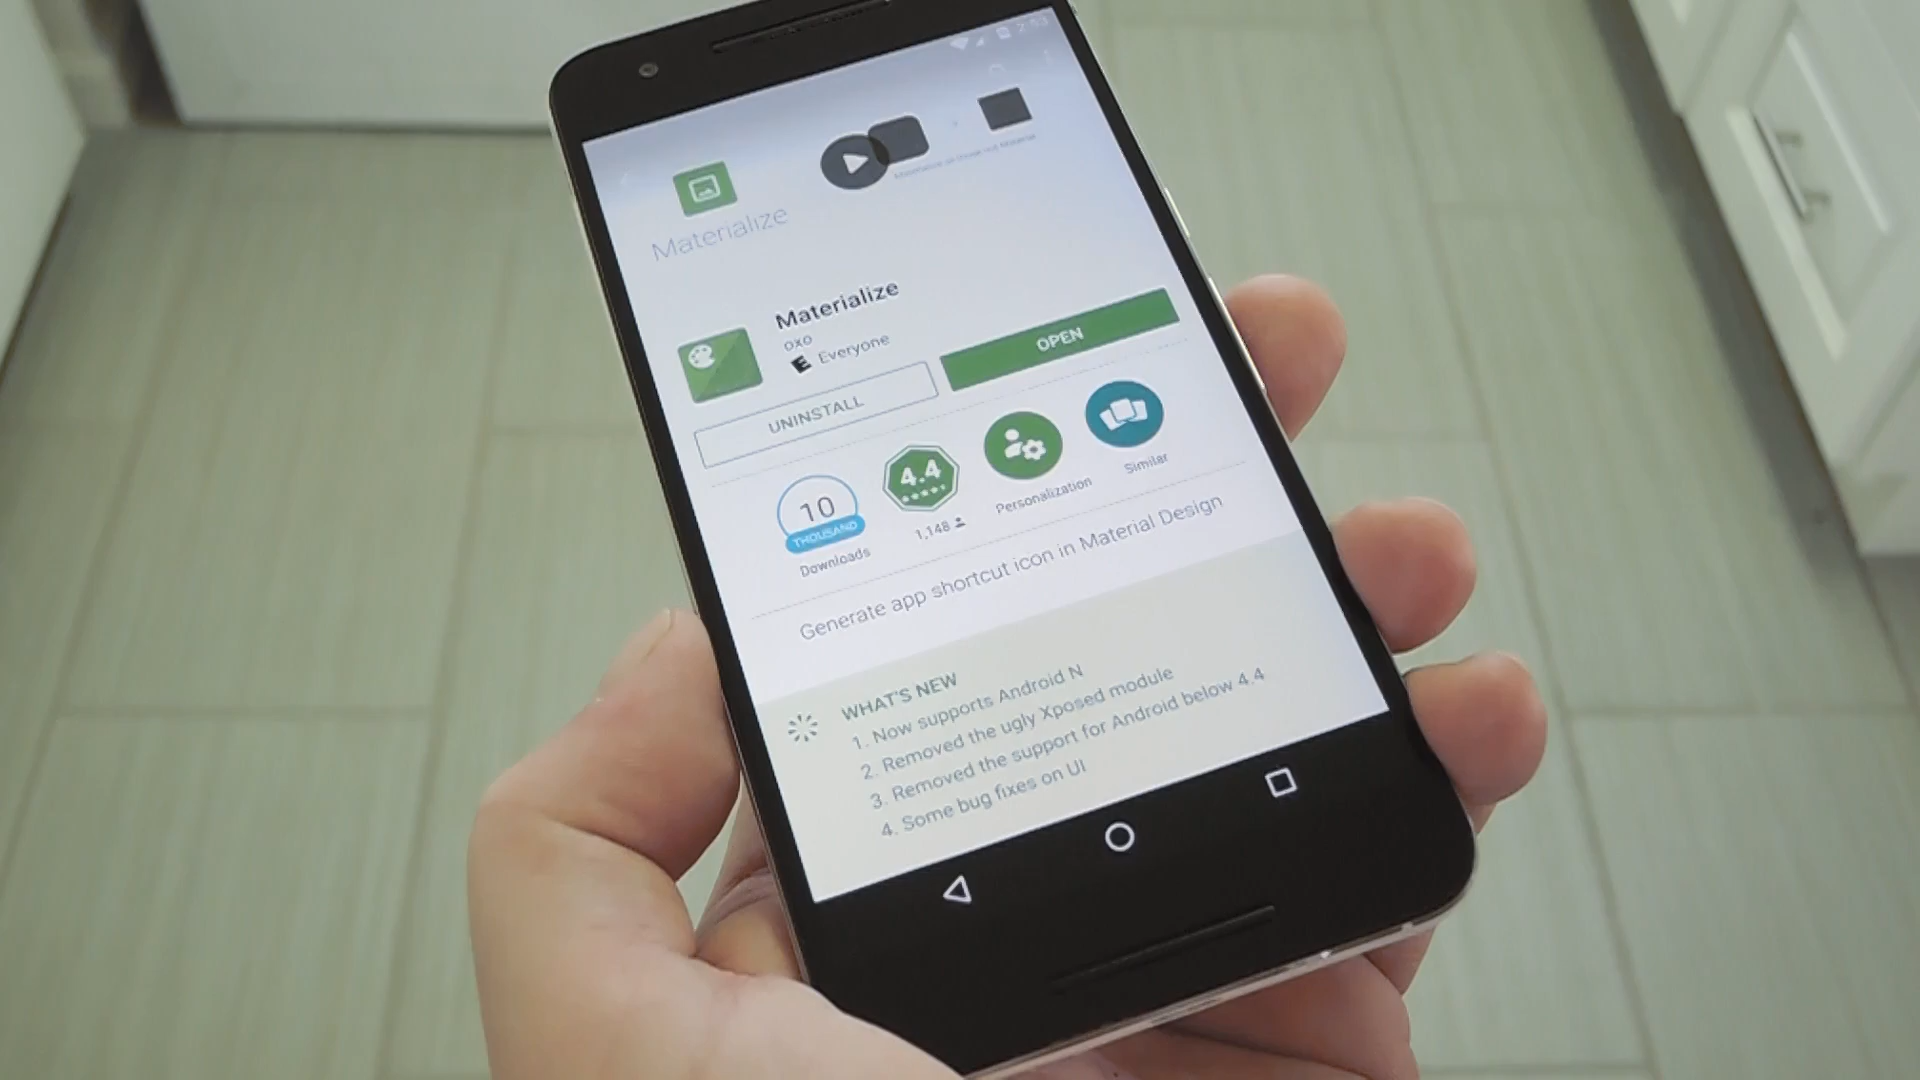 2:53
Materialize
Materialize
oxo
E Everyone
UNINSTALL
OPEN
10
THOUSAND
Downloads
4.4
1,148
Personalization
Similar
Generate app shortcut icon in Material Design
WHAT'S NEW
1. Now supports Android N
2. Removed the ugly Xposed module
3. Removed the support for Android below 4.4
4. Some bug fixes on UI